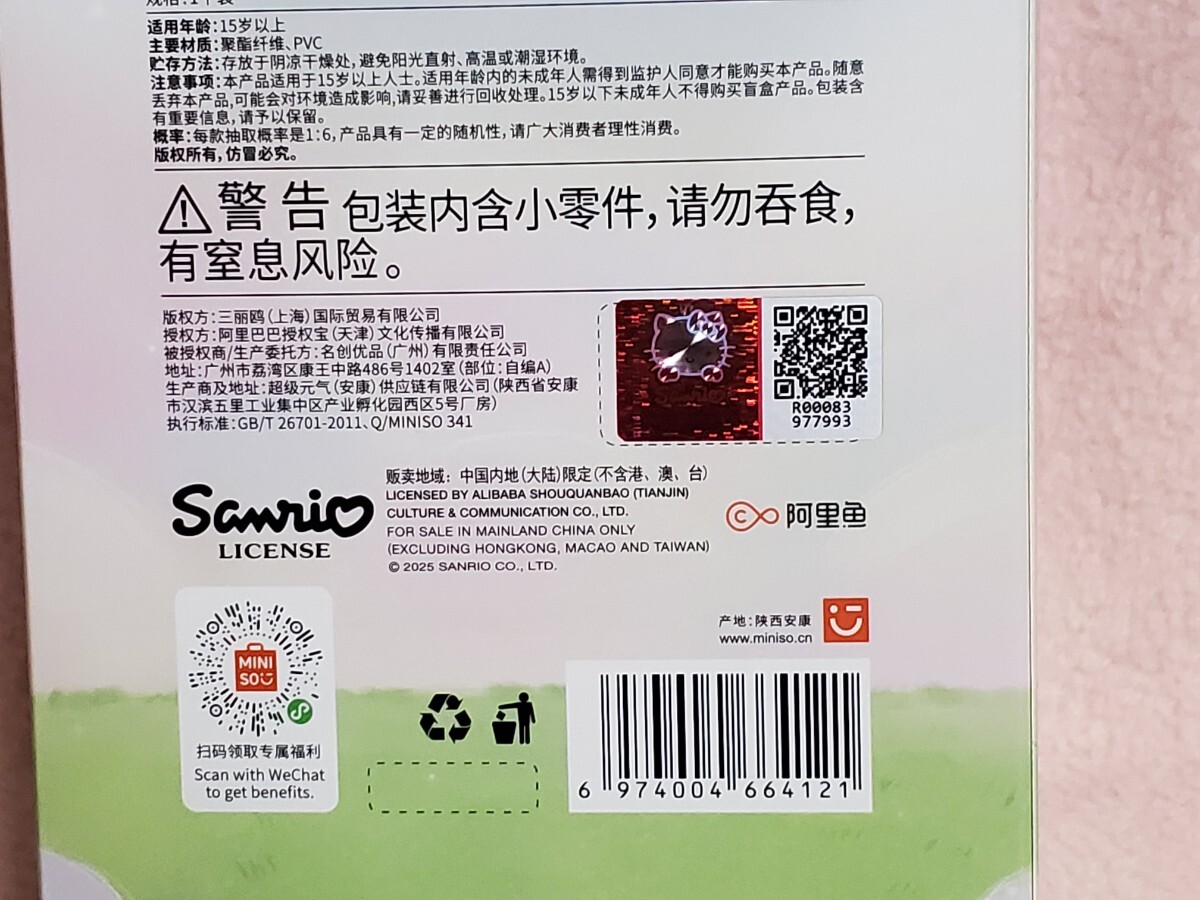 规格:1个装
适用年龄:15岁以上
主要材质:聚酯纤维、PVC
贮存方法:存放于阴凉干燥处,避免阳光直射、高温或潮湿环境。
注意事项:本产品适用于15岁以上人士。适用年龄内的未成年人需得到监护人同意才能购买本产品。随意
丢弃本产品,可能会对环境造成影响,请妥善进行回收处理。15岁以下未成年人不得购买盲盒产品。包装含
有重要信息,请予以保留。
概率:每款抽取概率是1:6,产品具有一定的随机性,请广大消费者理性消费。
版权所有,仿冒必究。
警告 包装内含小零件,请勿吞食,
有窒息风险。
版权方:三丽鸥(上海)国际贸易有限公司
授权方:阿里巴巴授权宝(天津)文化传播有限公司
被授权商/生产委托方:名创优品(广州)有限责任公司
地址:广州市荔湾区康王中路486号1402室(部位:自编A)
生产商及地址:超级元气(安康)供应链有限公司(陕西省安康
市汉滨五里工业集中区产业孵化园西区5号厂房)
执行标准:GB/T 26701-2011、Q/MINISO 341
Sanrio
R00083
977993
Sanrio
LICENSE
贩卖地域:中国内地(大陆)限定(不含港、澳、台)
LICENSED BY ALIBABA SHOUQUANBAO (TIANJIN)
CULTURE & COMMUNICATION CO., LTD.
FOR SALE IN MAINLAND CHINA ONLY
(EXCLUDING HONGKONG, MACAO AND TAIWAN)
© 2025 SANRIO CO., LTD.
阿里鱼
产地:陕西安康
www.miniso.cn
MINI
SO
扫码领取专属福利
Scan with WeChat
to get benefits.
6 974004 664121